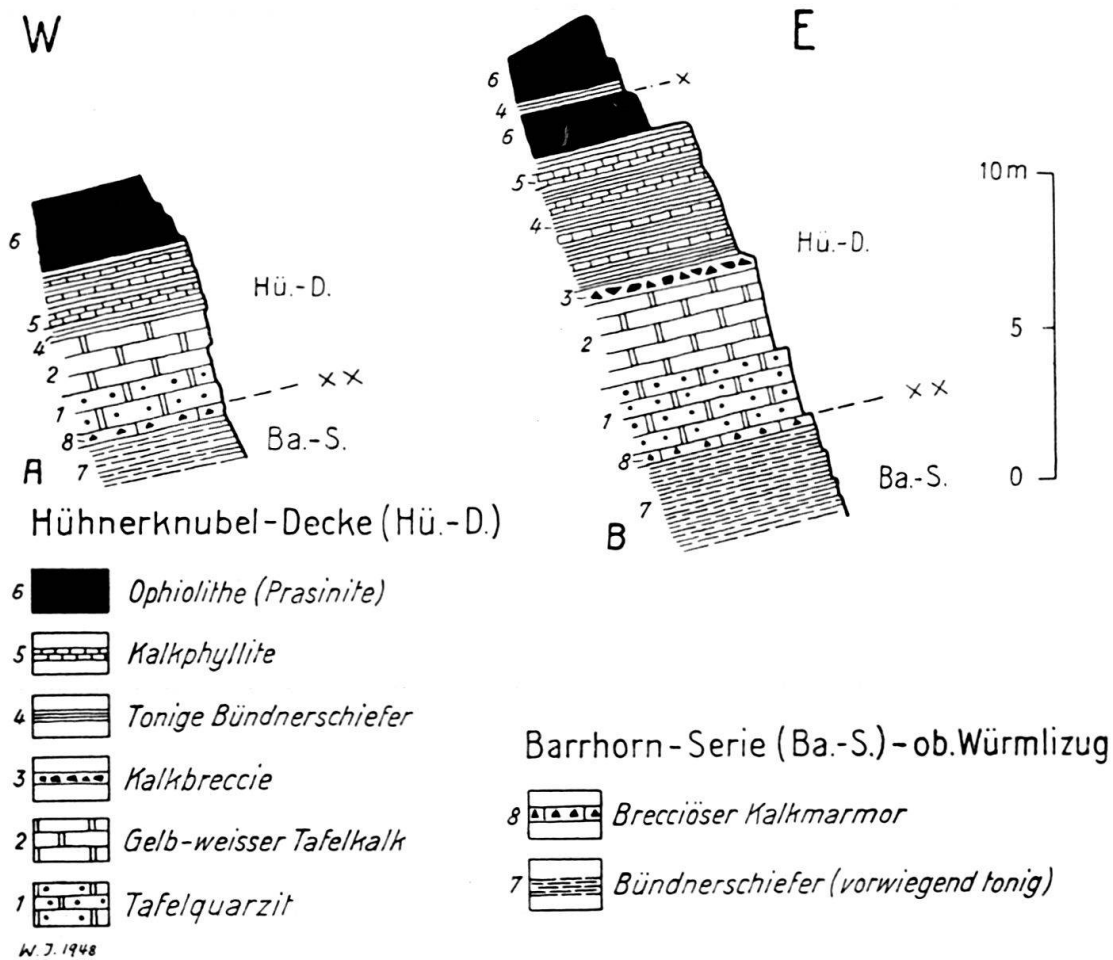 W
E
6
4
x
6
5
4
3
2
1
8
7
B
Hü.-D.
x x
Ba.-S.
10m
5
0
6
5
4
2
1
8
7
A
Hü.-D.
x x
Ba.-S.
Hühnerknubel-Decke (Hü.-D.)
6 Ophiolithe (Prasinite)
5 Kalkphyllite
4 Tonige Bündnerschiefer
3 Kalkbreccie
2 Gelb-weisser Tafelkalk
1 Tafelquarzit
W. J. 1948
Barrhorn-Serie (Ba.-S.)-ob.Würmlizug
8 Brecciöser Kalkmarmor
7 Bündnerschiefer (vorwiegend tonig)